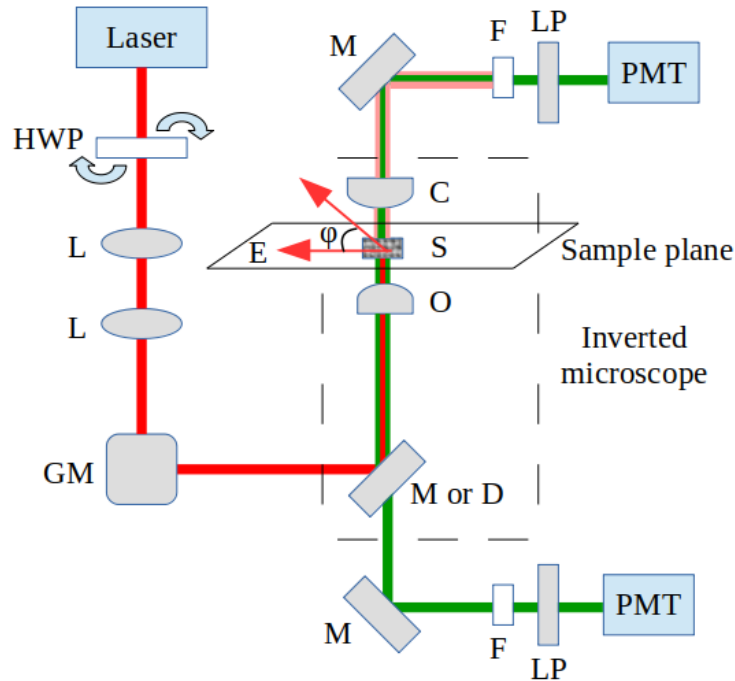 Laser
M
F
LP
PMT
HWP
C
φ
L
E
S
Sample plane
O
L
Inverted
microscope
GM
M or D
M
F
LP
PMT